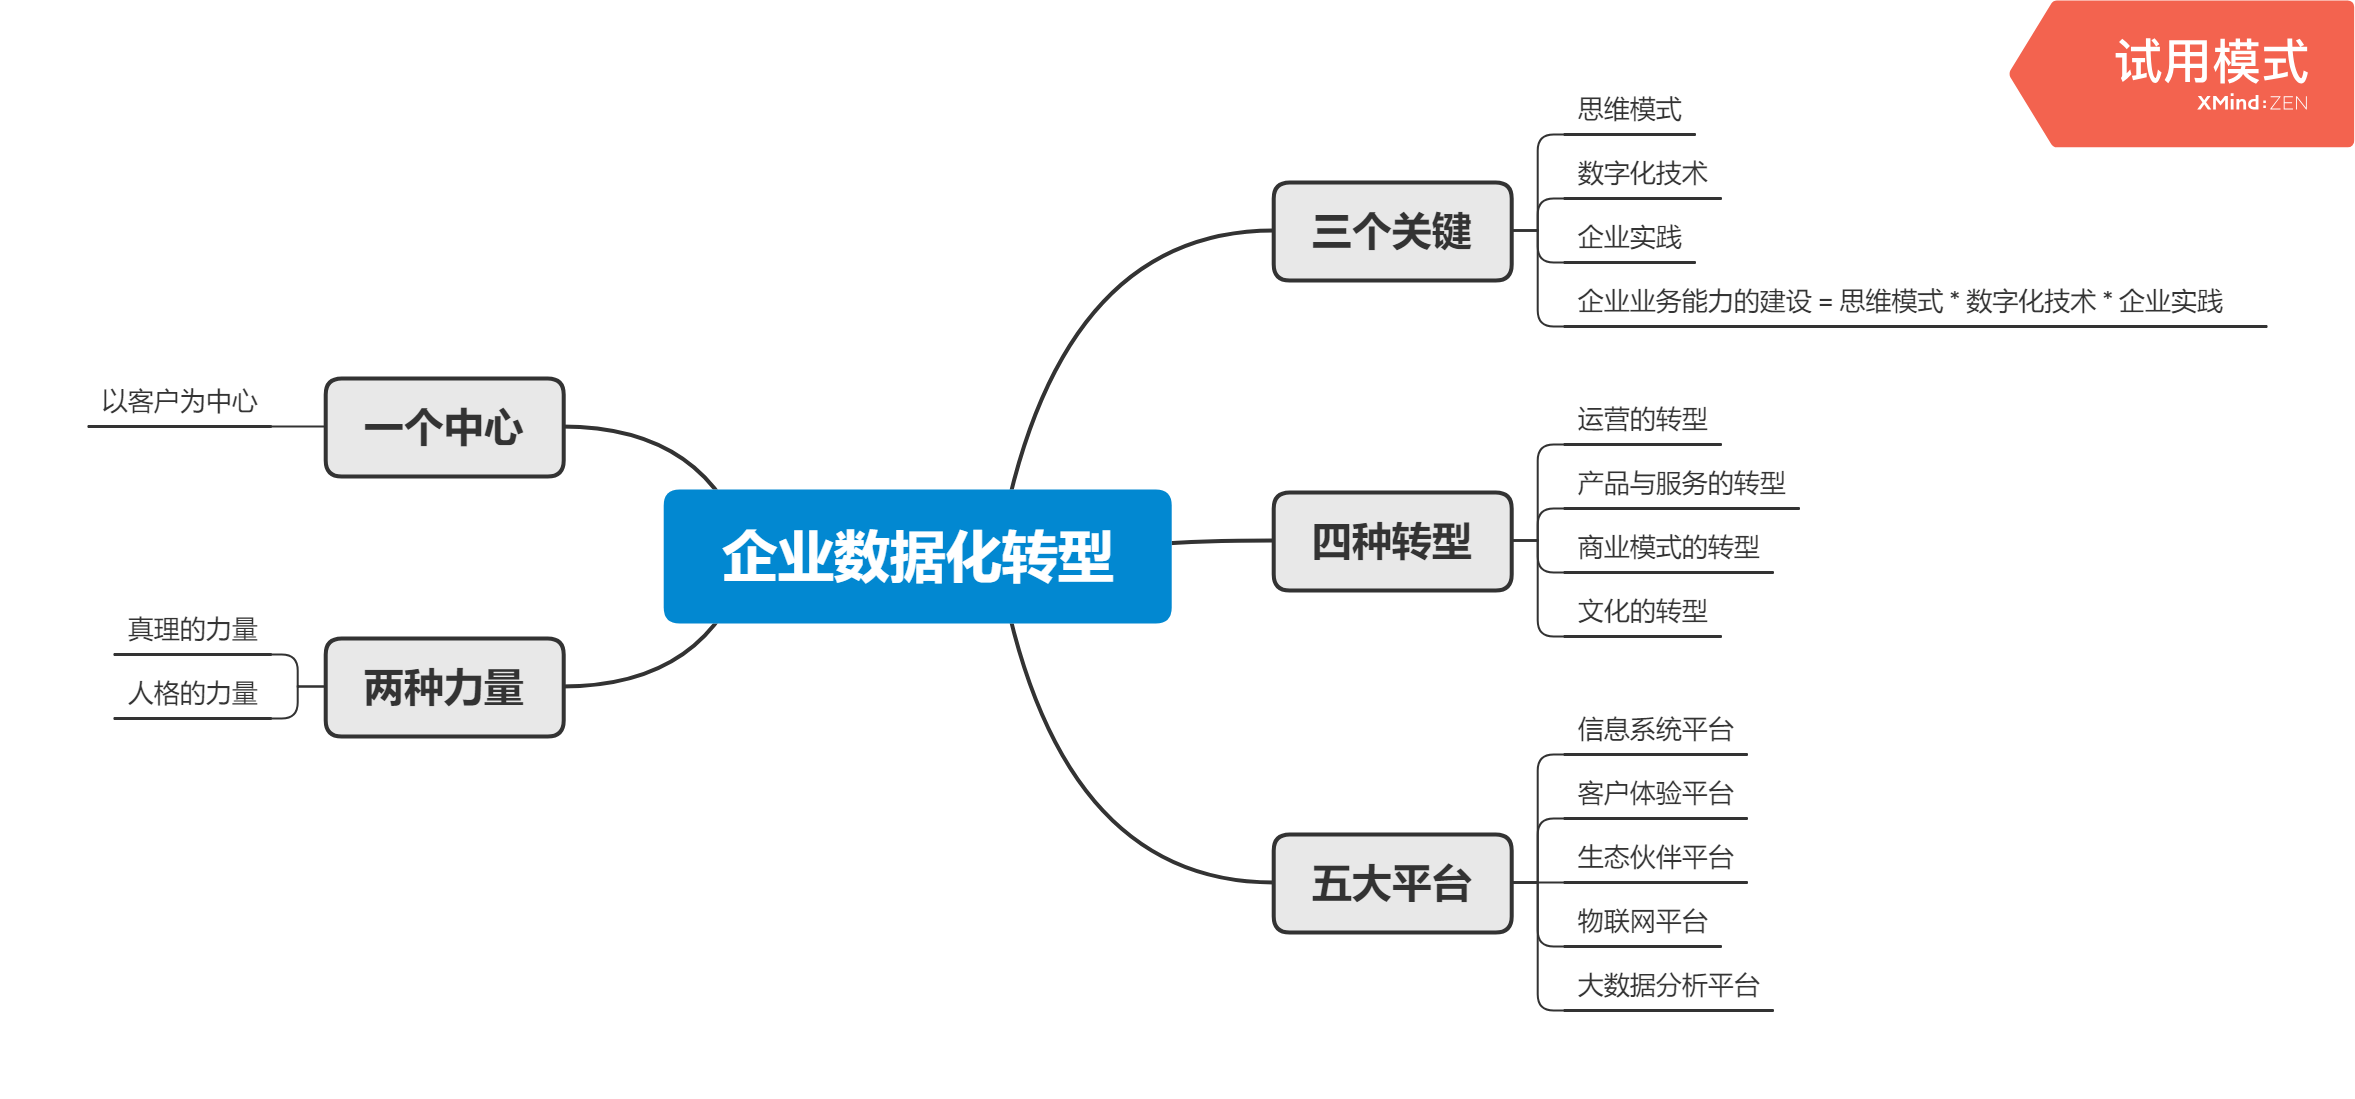 试用模式
XMind:ZEN
企业数据化转型
三个关键
思维模式
数字化技术
企业实践
企业业务能力的建设 = 思维模式 * 数字化技术 * 企业实践
四种转型
运营的转型
产品与服务的转型
商业模式的转型
文化的转型
五大平台
信息系统平台
客户体验平台
生态伙伴平台
物联网平台
大数据分析平台
一个中心
以客户为中心
两种力量
真理的力量
人格的力量